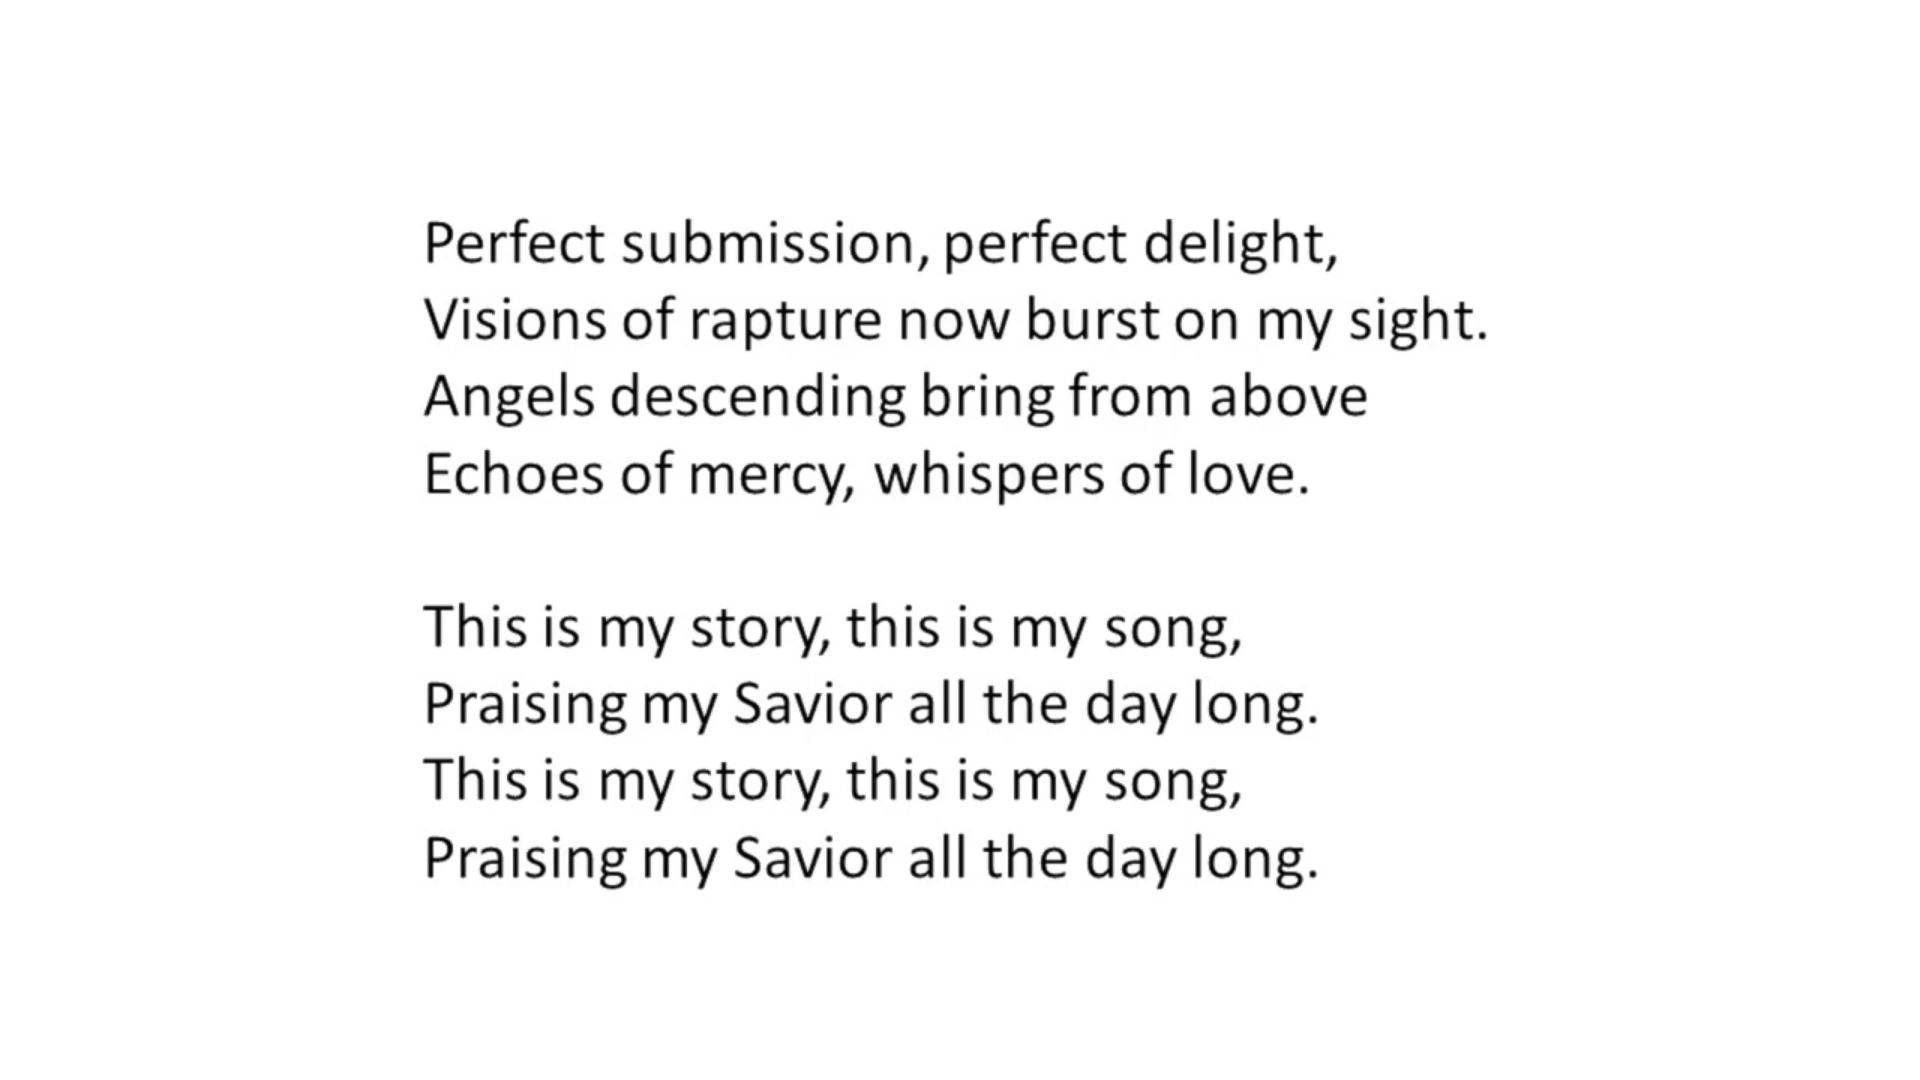 Perfect submission, perfect delight,
Visions of rapture now burst on my sight.
Angels descending bring from above
Echoes of mercy, whispers of love.

This is my story, this is my song,
Praising my Savior all the day long.
This is my story, this is my song,
Praising my Savior all the day long.